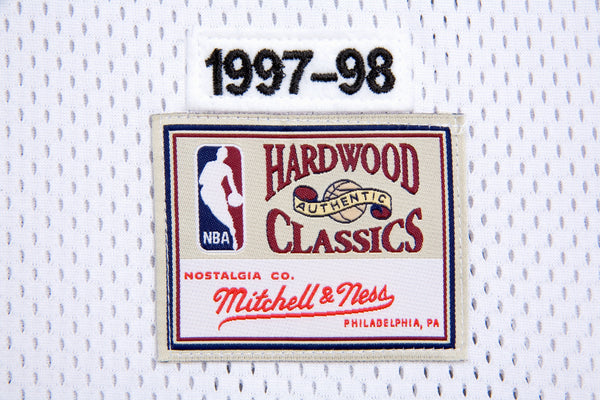 1997-98
HARDWOOD
AUTHENTIC
CLASSICS
NBA
NOSTALGIA CO.
Mitchell & Ness
PHILADELPHIA, PA